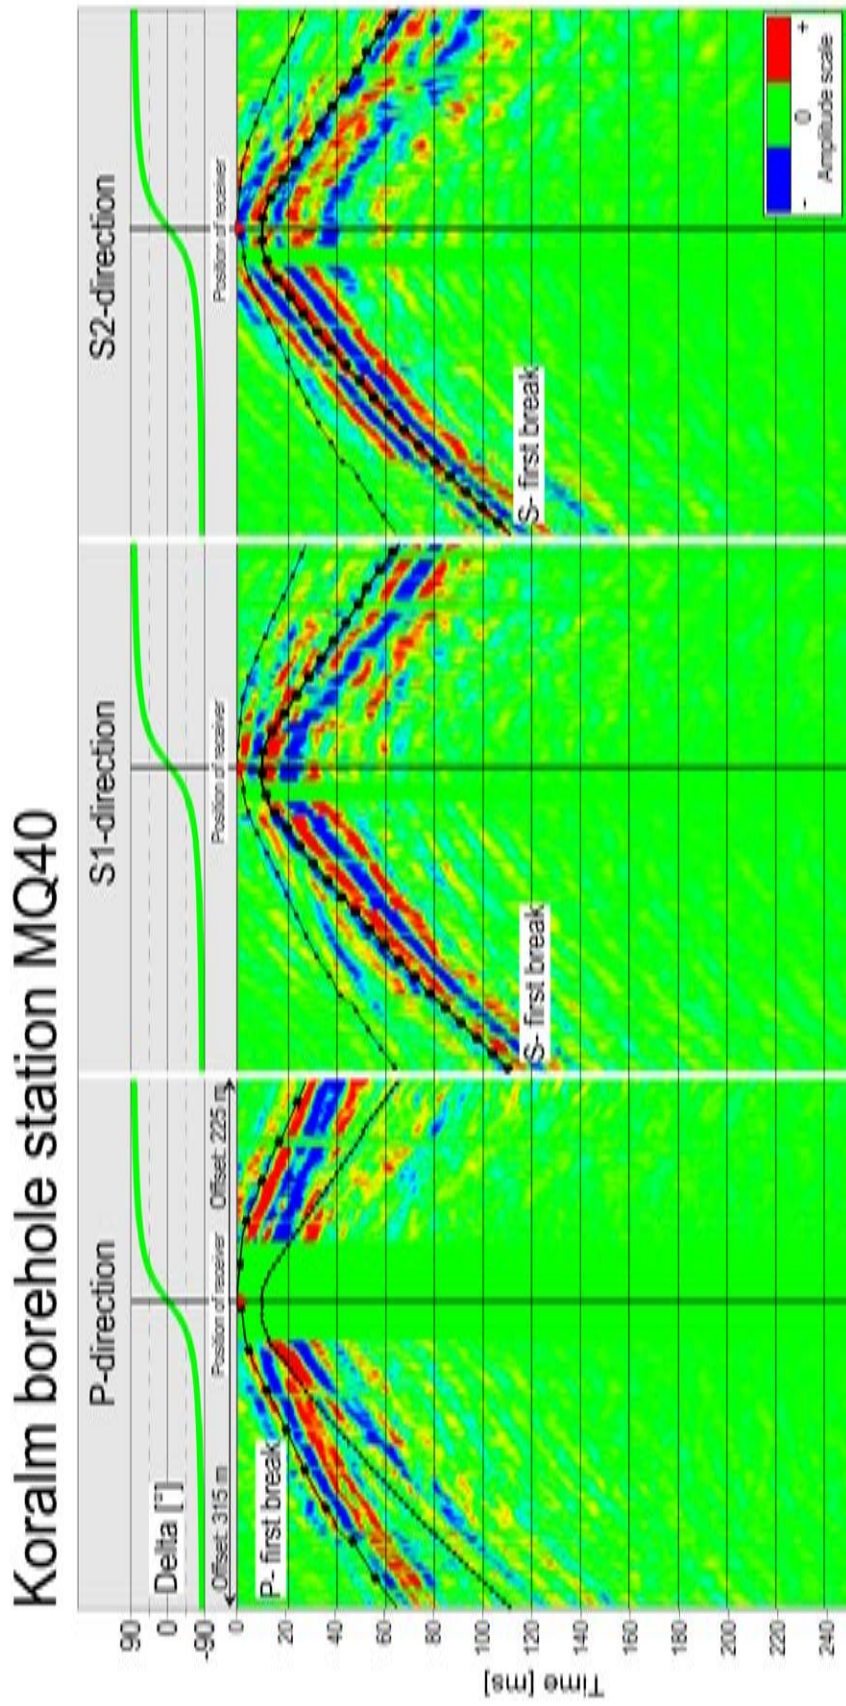 Koralm borehole station MQ40
P-direction
S1-direction
S2-direction
90
0
-90
Delta [°]
Offset: 315 m
Position of receiver
Offset: 225 m
Position of receiver
Position of receiver
P- first break
S- first break
S- first break
Time [ms]
0
20
40
60
80
100
120
140
160
180
200
220
240
- 0 +
Amplitude scale